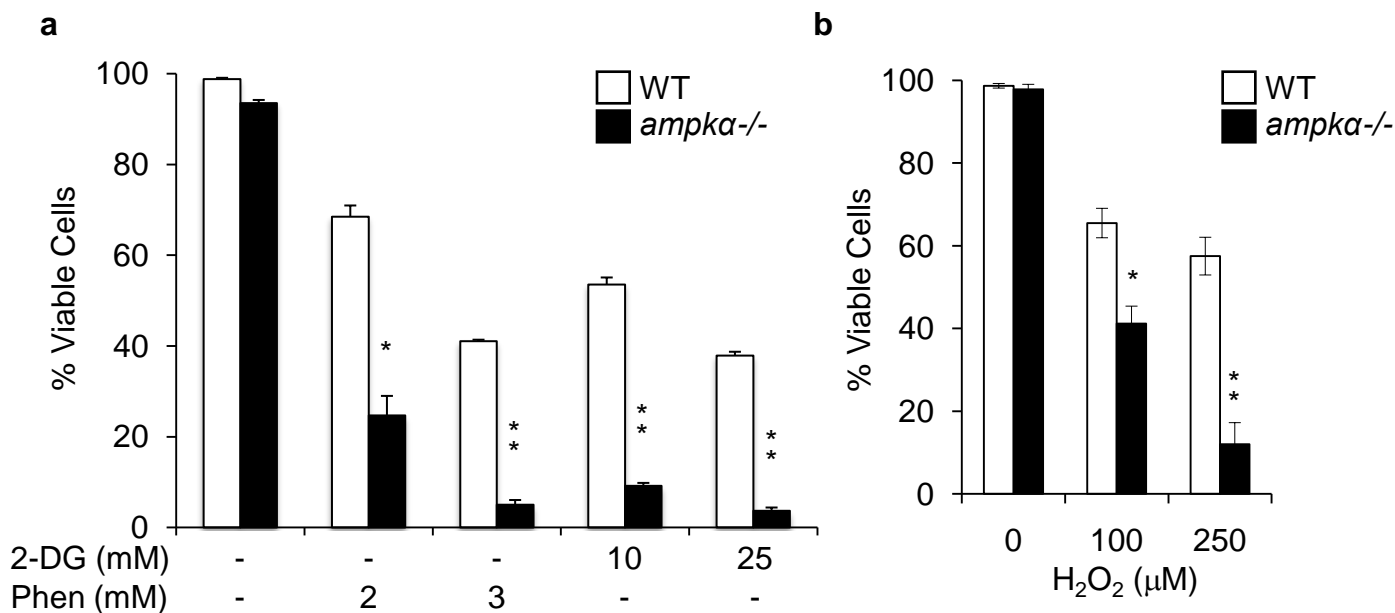 a
100
80
60
40
20
0
% Viable Cells
WT
ampkα-/-
*
*
*
*
*
*
*
2-DG (mM) - - - 10 25
Phen (mM) - 2 3 - -
b
100
80
60
40
20
0
% Viable Cells
WT
ampkα-/-
*
*
*
0 100 250
H₂O₂ (μM)